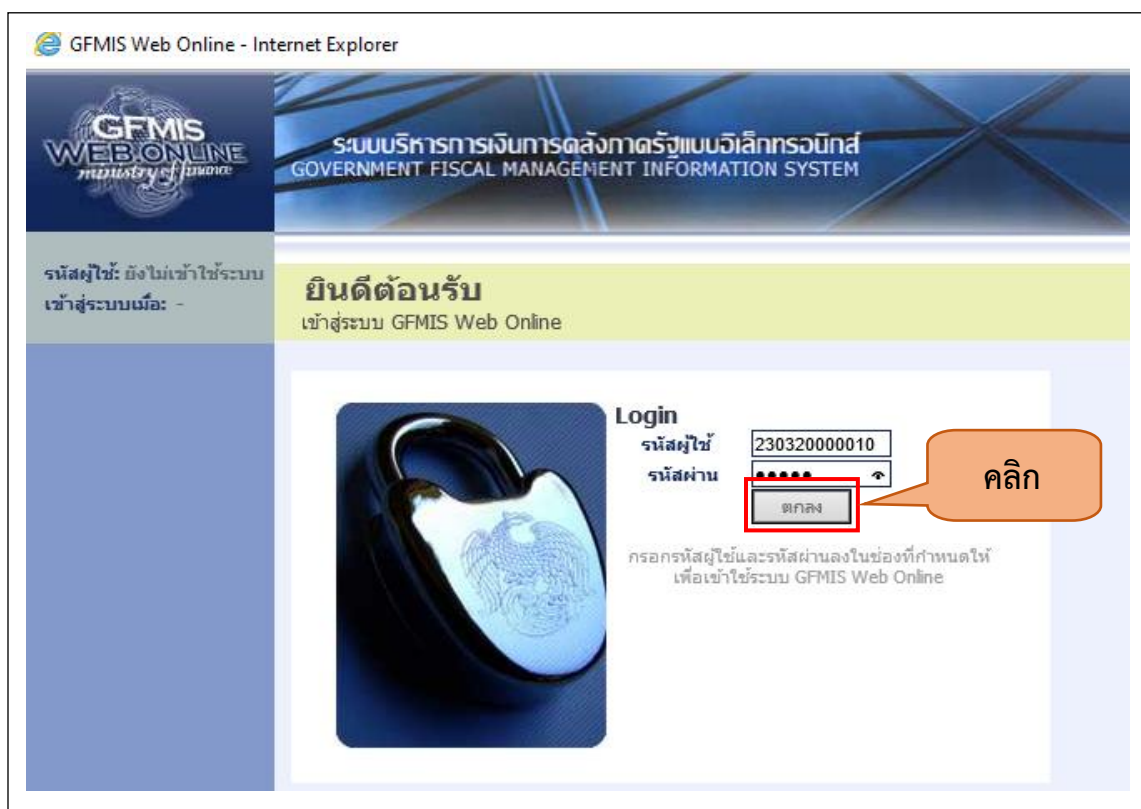 GFMIS Web Online - Internet Explorer
GFMIS
WEB ONLINE
ministry of finance
ระบบบริหารการเงินการคลังภาครัฐแบบอิเล็กทรอนิกส์
GOVERNMENT FISCAL MANAGEMENT INFORMATION SYSTEM
รหัสผู้ใช้: ยังไม่เข้าใช้ระบบ
เข้าสู่ระบบเมื่อ: -
ยินดีต้อนรับ
เข้าสู่ระบบ GFMIS Web Online
Login
รหัสผู้ใช้ 230320000010
รหัสผ่าน •••••
ตกลง
คลิก
กรอกรหัสผู้ใช้และรหัสผ่านลงในช่องที่กำหนดให้
เพื่อเข้าใช้ระบบ GFMIS Web Online